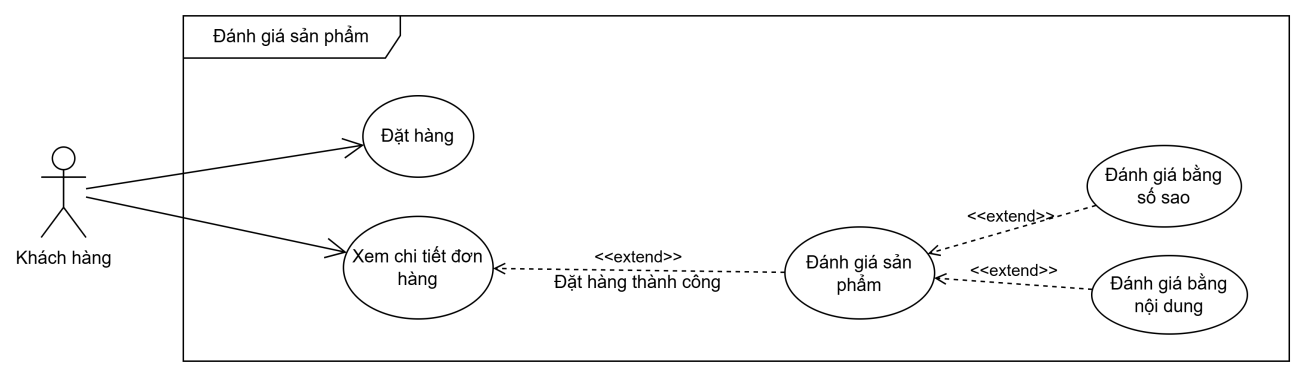 Đánh giá sản phẩm
Đặt hàng
Khách hàng
Xem chi tiết đơn
hàng
<<extend>>
Đặt hàng thành công
Đánh giá sản
phẩm
<<extend>>
Đánh giá bằng
số sao
<<extend>>
Đánh giá bằng
nội dung